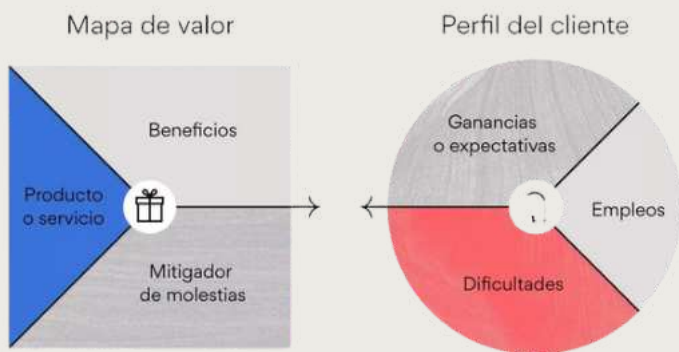 Mapa de valor
Perfil del cliente
Beneficios
Producto
o servicio
Mitigador
de molestias
Ganancias
o expectativas
Empleos
Dificultades